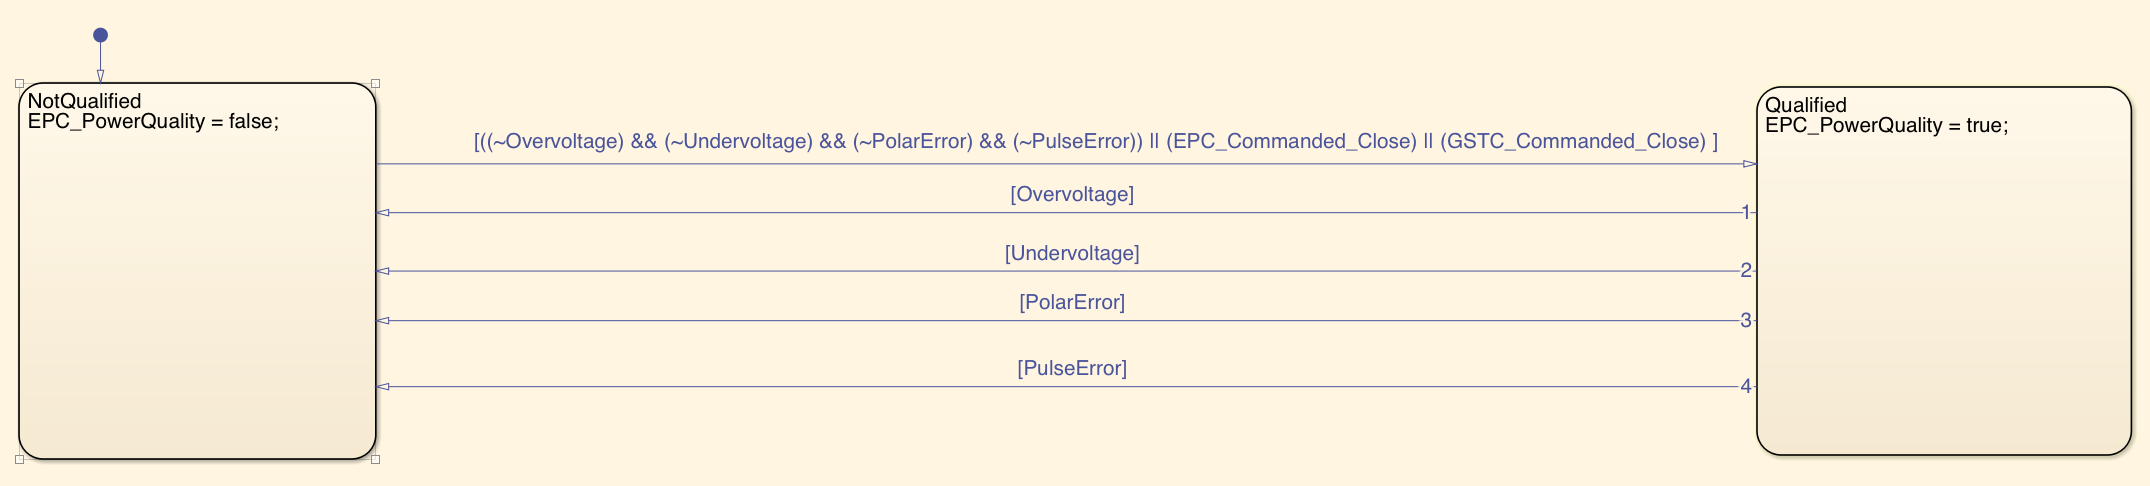 NotQualified
EPC_PowerQuality = false;
[((~Overvoltage) && (~Undervoltage) && (~PolarError) && (~PulseError)) || (EPC_Commanded_Close) || (GSTC_Commanded_Close) ]
Qualified
EPC_PowerQuality = true;
[Overvoltage]
1
[Undervoltage]
2
[PolarError]
3
[PulseError]
4